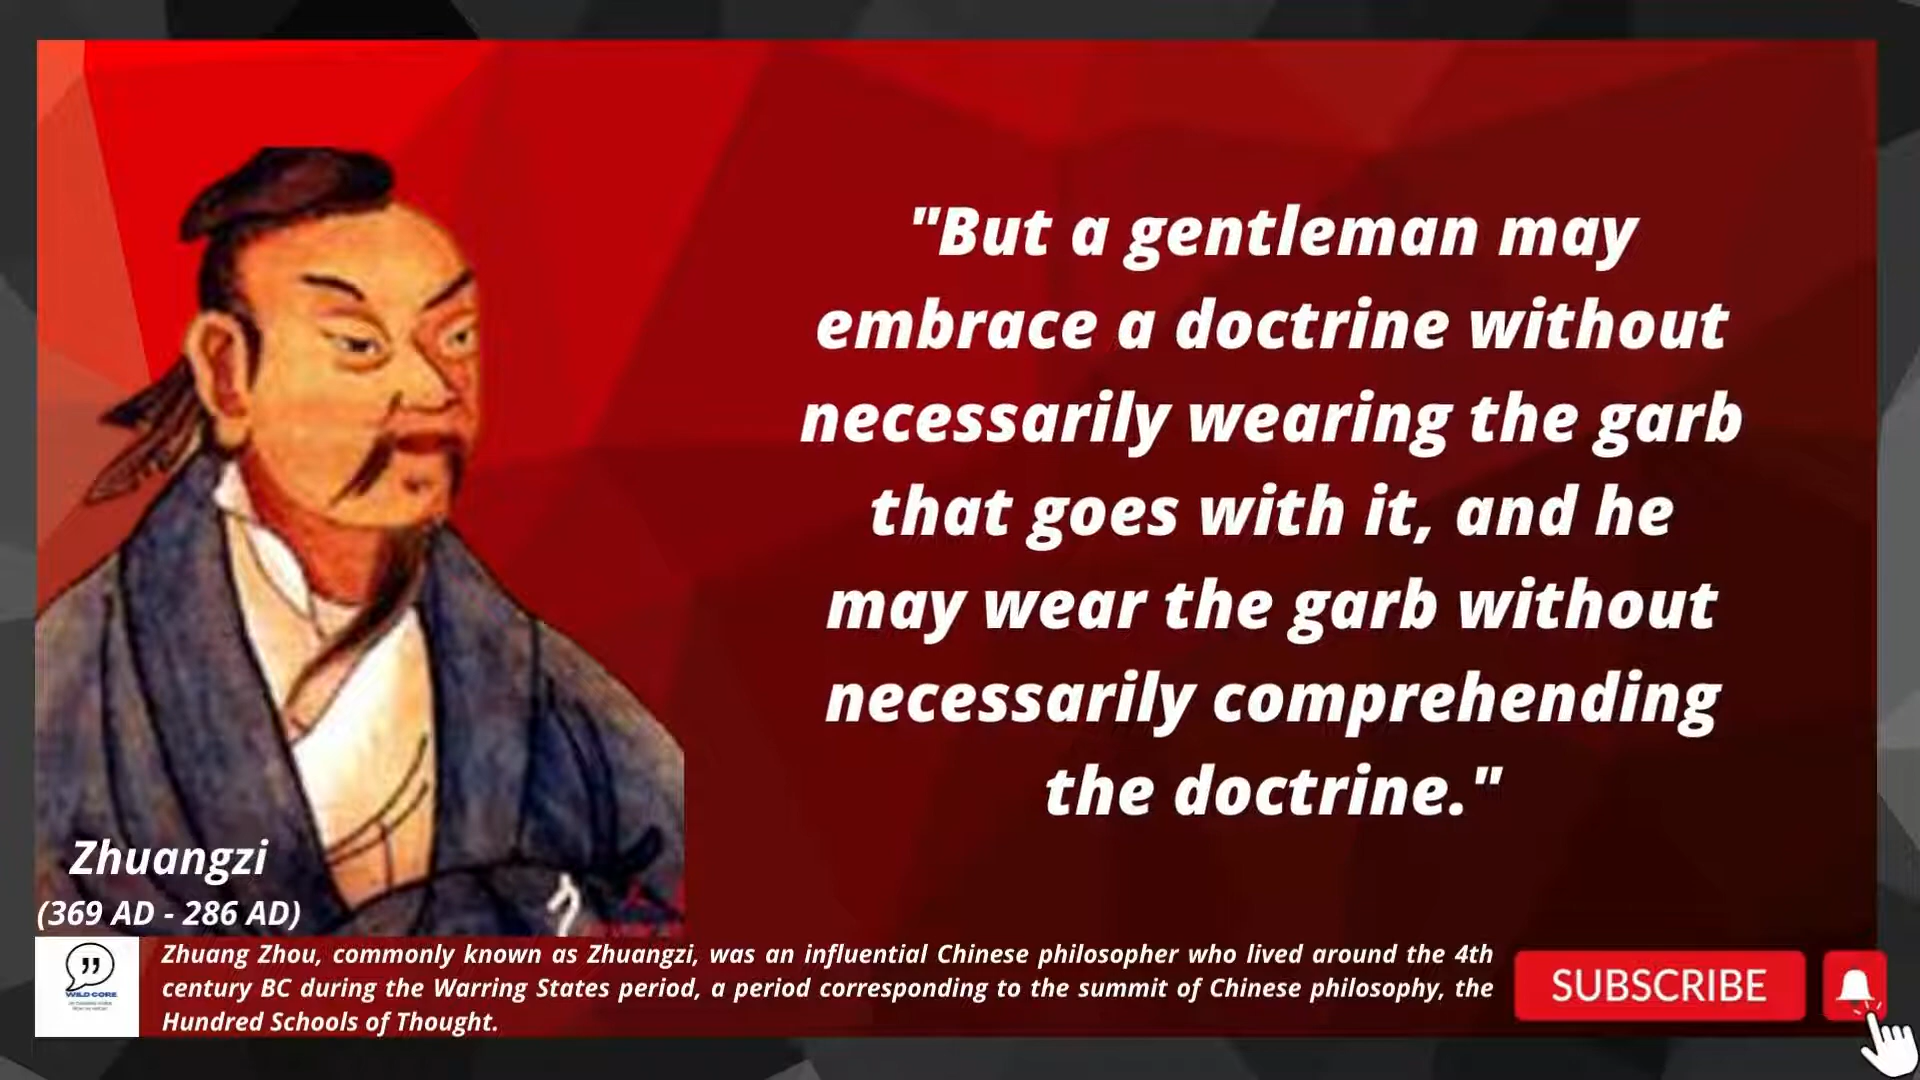 "But a gentleman may
embrace a doctrine without
necessarily wearing the garb
that goes with it, and he
may wear the garb without
necessarily comprehending
the doctrine."
Zhuangzi
(369 AD - 286 AD)
WILD CORE
Zhuang Zhou, commonly known as Zhuangzi, was an influential Chinese philosopher who lived around the 4th
century BC during the Warring States period, a period corresponding to the summit of Chinese philosophy, the
Hundred Schools of Thought.
SUBSCRIBE